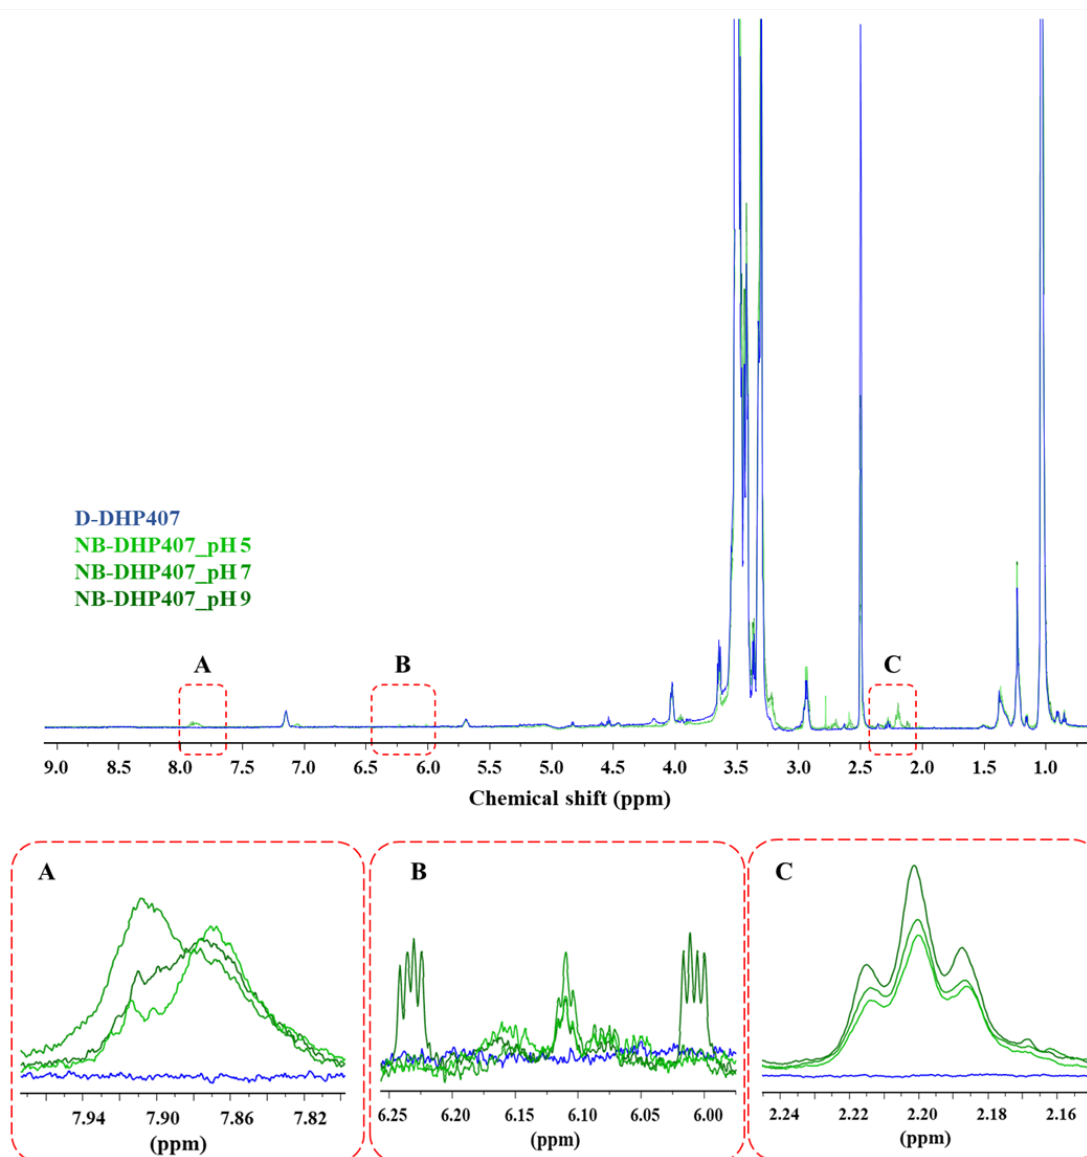 D-DHP407
NB-DHP407_pH 5
NB-DHP407_pH 7
NB-DHP407_pH 9
A B C
9.0 8.5 8.0 7.5 7.0 6.5 6.0 5.5 5.0 4.5 4.0 3.5 3.0 2.5 2.0 1.5 1.0
Chemical shift (ppm)
A B C
7.94 7.90 7.86 7.82
(ppm)
6.25 6.20 6.15 6.10 6.05 6.00
(ppm)
2.24 2.22 2.20 2.18 2.16
(ppm)